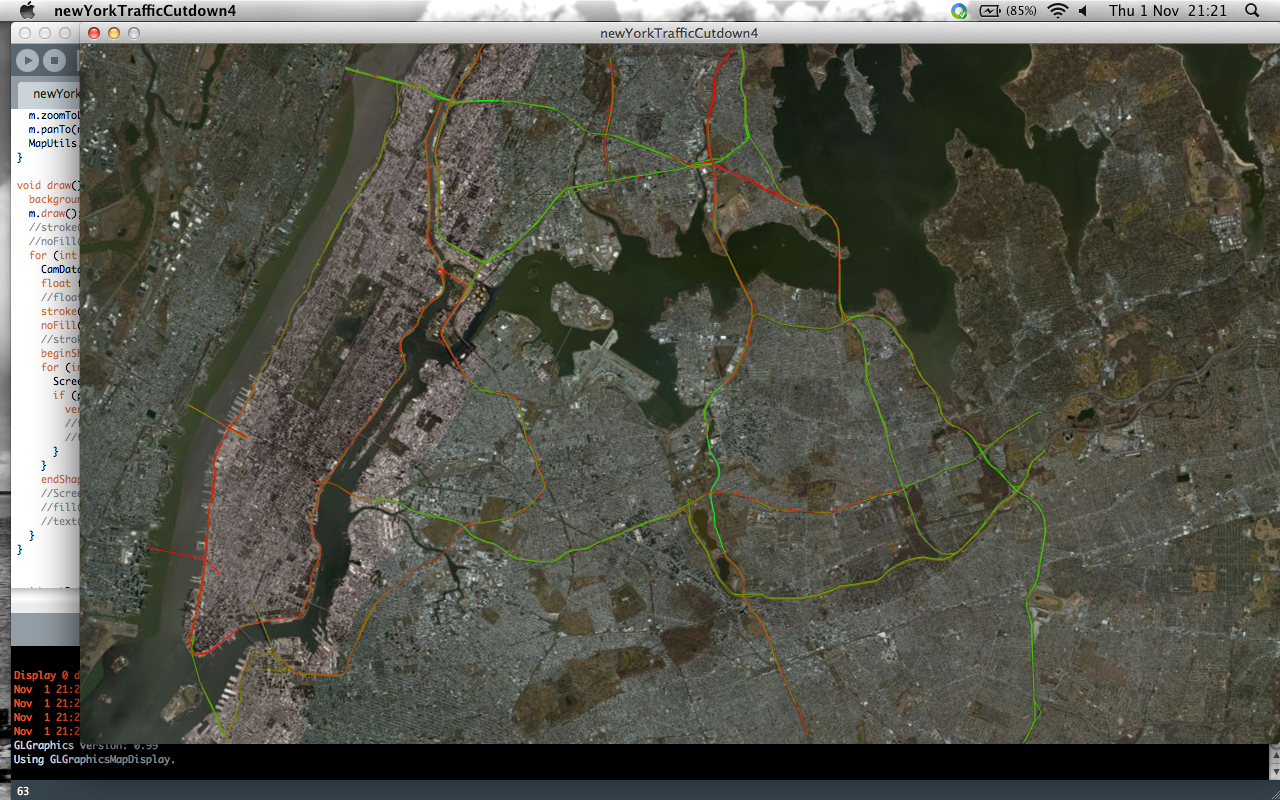 newYorkTrafficCutdown4
(85%)
Thu 1 Nov 21:21
newYorkTrafficCutdown4
newYork
m.zoomToL
m.panTo(
MapUtils.
}
void draw()
backgroun
m.draw();
//stroke(
//noFill(
for (int
CamData
float
//float
stroke(
noFill(
//strok
beginSh
for (in
Scree
if (p
ver
//
//
}
}
endShap
//Scree
//fill(
//text(
}
}
Display 0 d
Nov 1 21:2
Nov 1 21:2
Nov 1 21:2
Nov 1 21:2
GLGraphics version: 0.99
Using GLGraphicsMapDisplay.
63